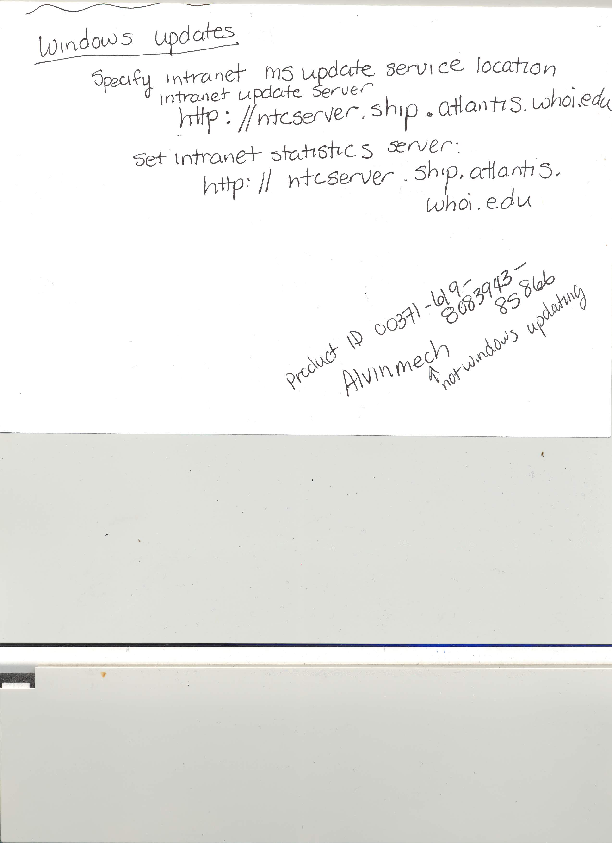 Windows updates
Specify intranet ms update service location
intranet update server
http://ntcserver.ship.atlantis.whoi.edu
Set intranet statistics server:
http://ntcserver.ship.atlantis.
whoi.edu
Product ID 00371-619-
8083943-
85866
Alvinmech
↑
not windows updating